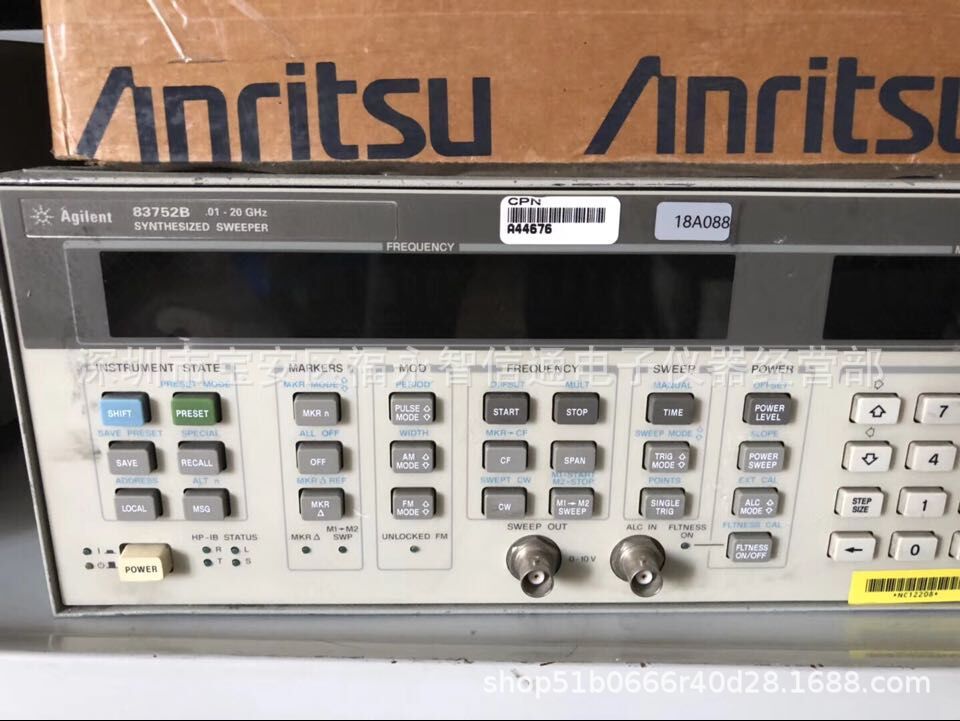 Anritsu Anritsu
Agilent 83752B .01 - 20 GHz
SYNTHESIZED SWEEPER
CPN
A44676
18A088
FREQUENCY
深圳市宝安区福永智信通电子仪器经营部
INSTRUMENT STATE MARKERS MOD FREQUENCY SWEEP POWER
PRESET MODE MKR MODE PERIOD OFFSET MULT MANUAL OFFSET
SHIFT PRESET MKR n PULSE MODE START STOP TIME POWER LEVEL 7
SAVE PRESET SPECIAL ALL OFF WIDTH MKR→CF SWEEP MODE SLOPE
SAVE RECALL OFF AM MODE CF SPAN TRIG MODE POWER SWEEP 4
ADDRESS ALT n MKR Δ REF SWEPT CW M1-START M2-STOP POINTS EXT CAL
LOCAL MSG MKR Δ FM MODE CW M1→M2 SWEEP SINGLE TRIG ALC MODE STEP SIZE 1
HP-IB STATUS M1→M2 SWEEP OUT ALC IN FLTNESS ON FLTNESS CAL
R L MKR Δ SWP UNLOCKED FM 0-10V FLTNESS ON/OFF ← 0
T S
POWER
*NC12208*
shop51b0666r40d28.1688.com